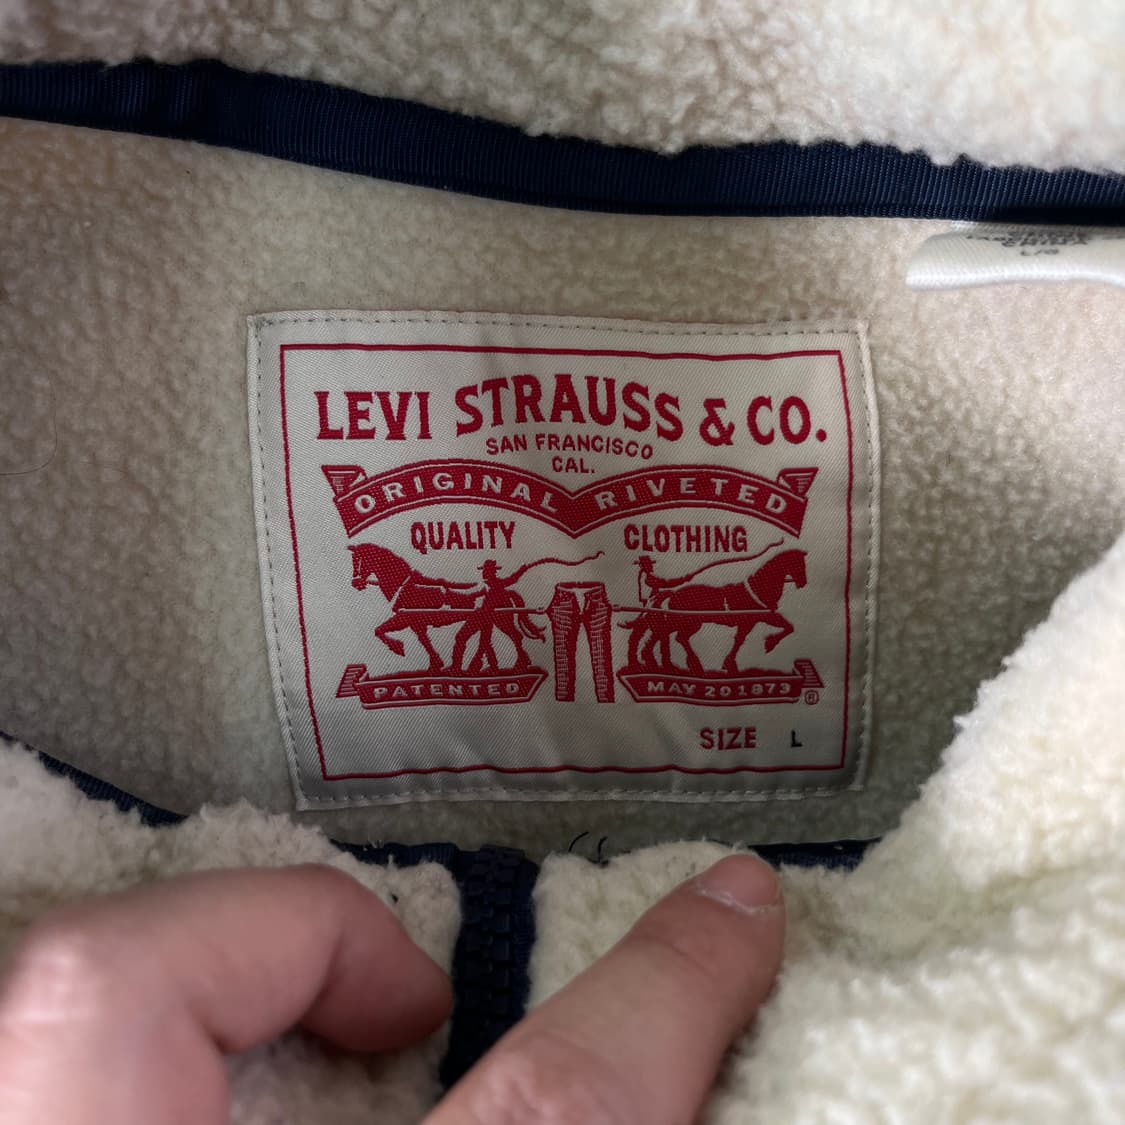 LEVI STRAUSS & CO.
SAN FRANCISCO
CAL.
ORIGINAL RIVETED
QUALITY CLOTHING
PATENTED MAY 20 1873 ®
SIZE L